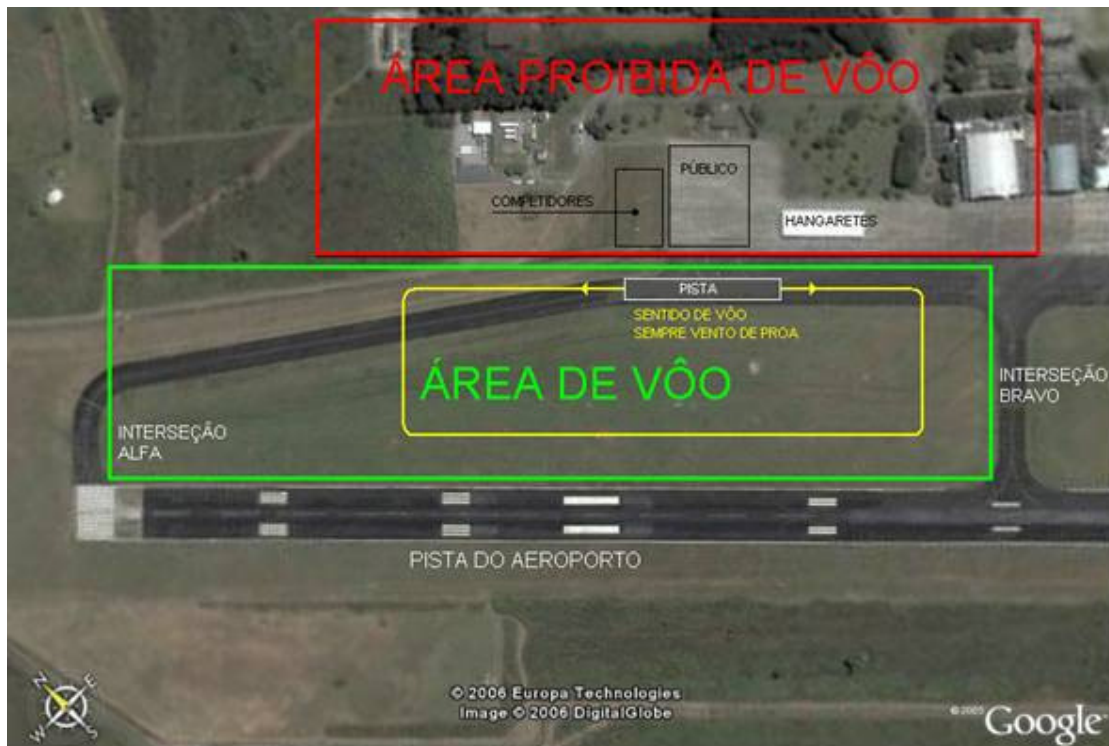 ÁREA PROIBIDA DE VÔO
PÚBLICO
COMPETIDORES
HANGARETES
PISTA
SENTIDO DE VÔO
SEMPRE VENTO DE PROA
ÁREA DE VÔO
INTERSEÇÃO
BRAVO
INTERSEÇÃO
ALFA
PISTA DO AEROPORTO
N
E
W
S
© 2006 Europa Technologies
Image © 2006 DigitalGlobe
©2005 Google